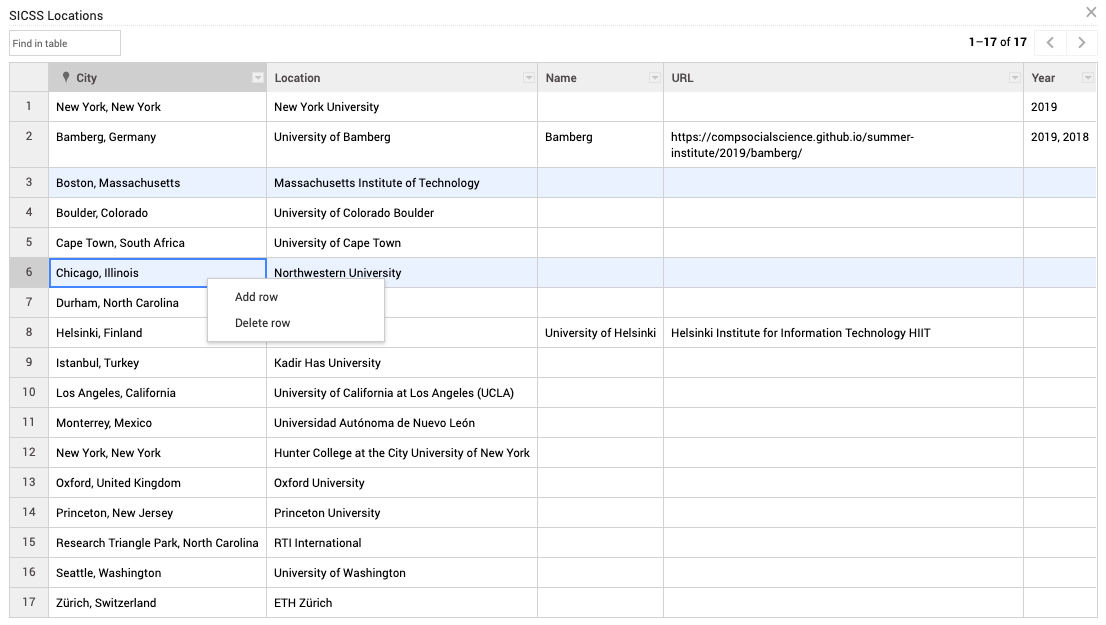 SICSS Locations
Find in table
1–17 of 17
City Location Name URL Year
1 New York, New York New York University 2019
2 Bamberg, Germany University of Bamberg Bamberg https://compsocialscience.github.io/summer- 2019, 2018
institute/2019/bamberg/
3 Boston, Massachusetts Massachusetts Institute of Technology
4 Boulder, Colorado University of Colorado Boulder
5 Cape Town, South Africa University of Cape Town
6 Chicago, Illinois Northwestern University
Add row
7 Durham, North Carolina
Delete row
8 Helsinki, Finland University of Helsinki Helsinki Institute for Information Technology HIIT
9 Istanbul, Turkey Kadir Has University
10 Los Angeles, California University of California at Los Angeles (UCLA)
11 Monterrey, Mexico Universidad Autónoma de Nuevo León
12 New York, New York Hunter College at the City University of New York
13 Oxford, United Kingdom Oxford University
14 Princeton, New Jersey Princeton University
15 Research Triangle Park, North Carolina RTI International
16 Seattle, Washington University of Washington
17 Zürich, Switzerland ETH Zürich